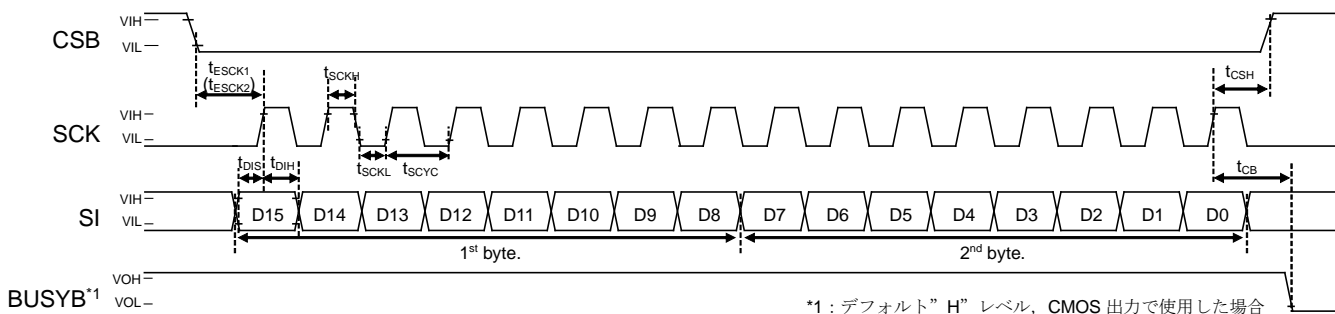 CSB
VIH
VIL
tESCK1
(tESCK2)
tSCKH
tCSH
SCK
VIH
VIL
tDIS
tDIH
tSCKL
tSCYC
tCB
SI
VIH
VIL
D15 D14 D13 D12 D11 D10 D9 D8 D7 D6 D5 D4 D3 D2 D1 D0
1st byte.
2nd byte.
BUSYB*1
VOH
VOL
*1 : デフォルト” H” レベル, CMOS 出力で使用した場合